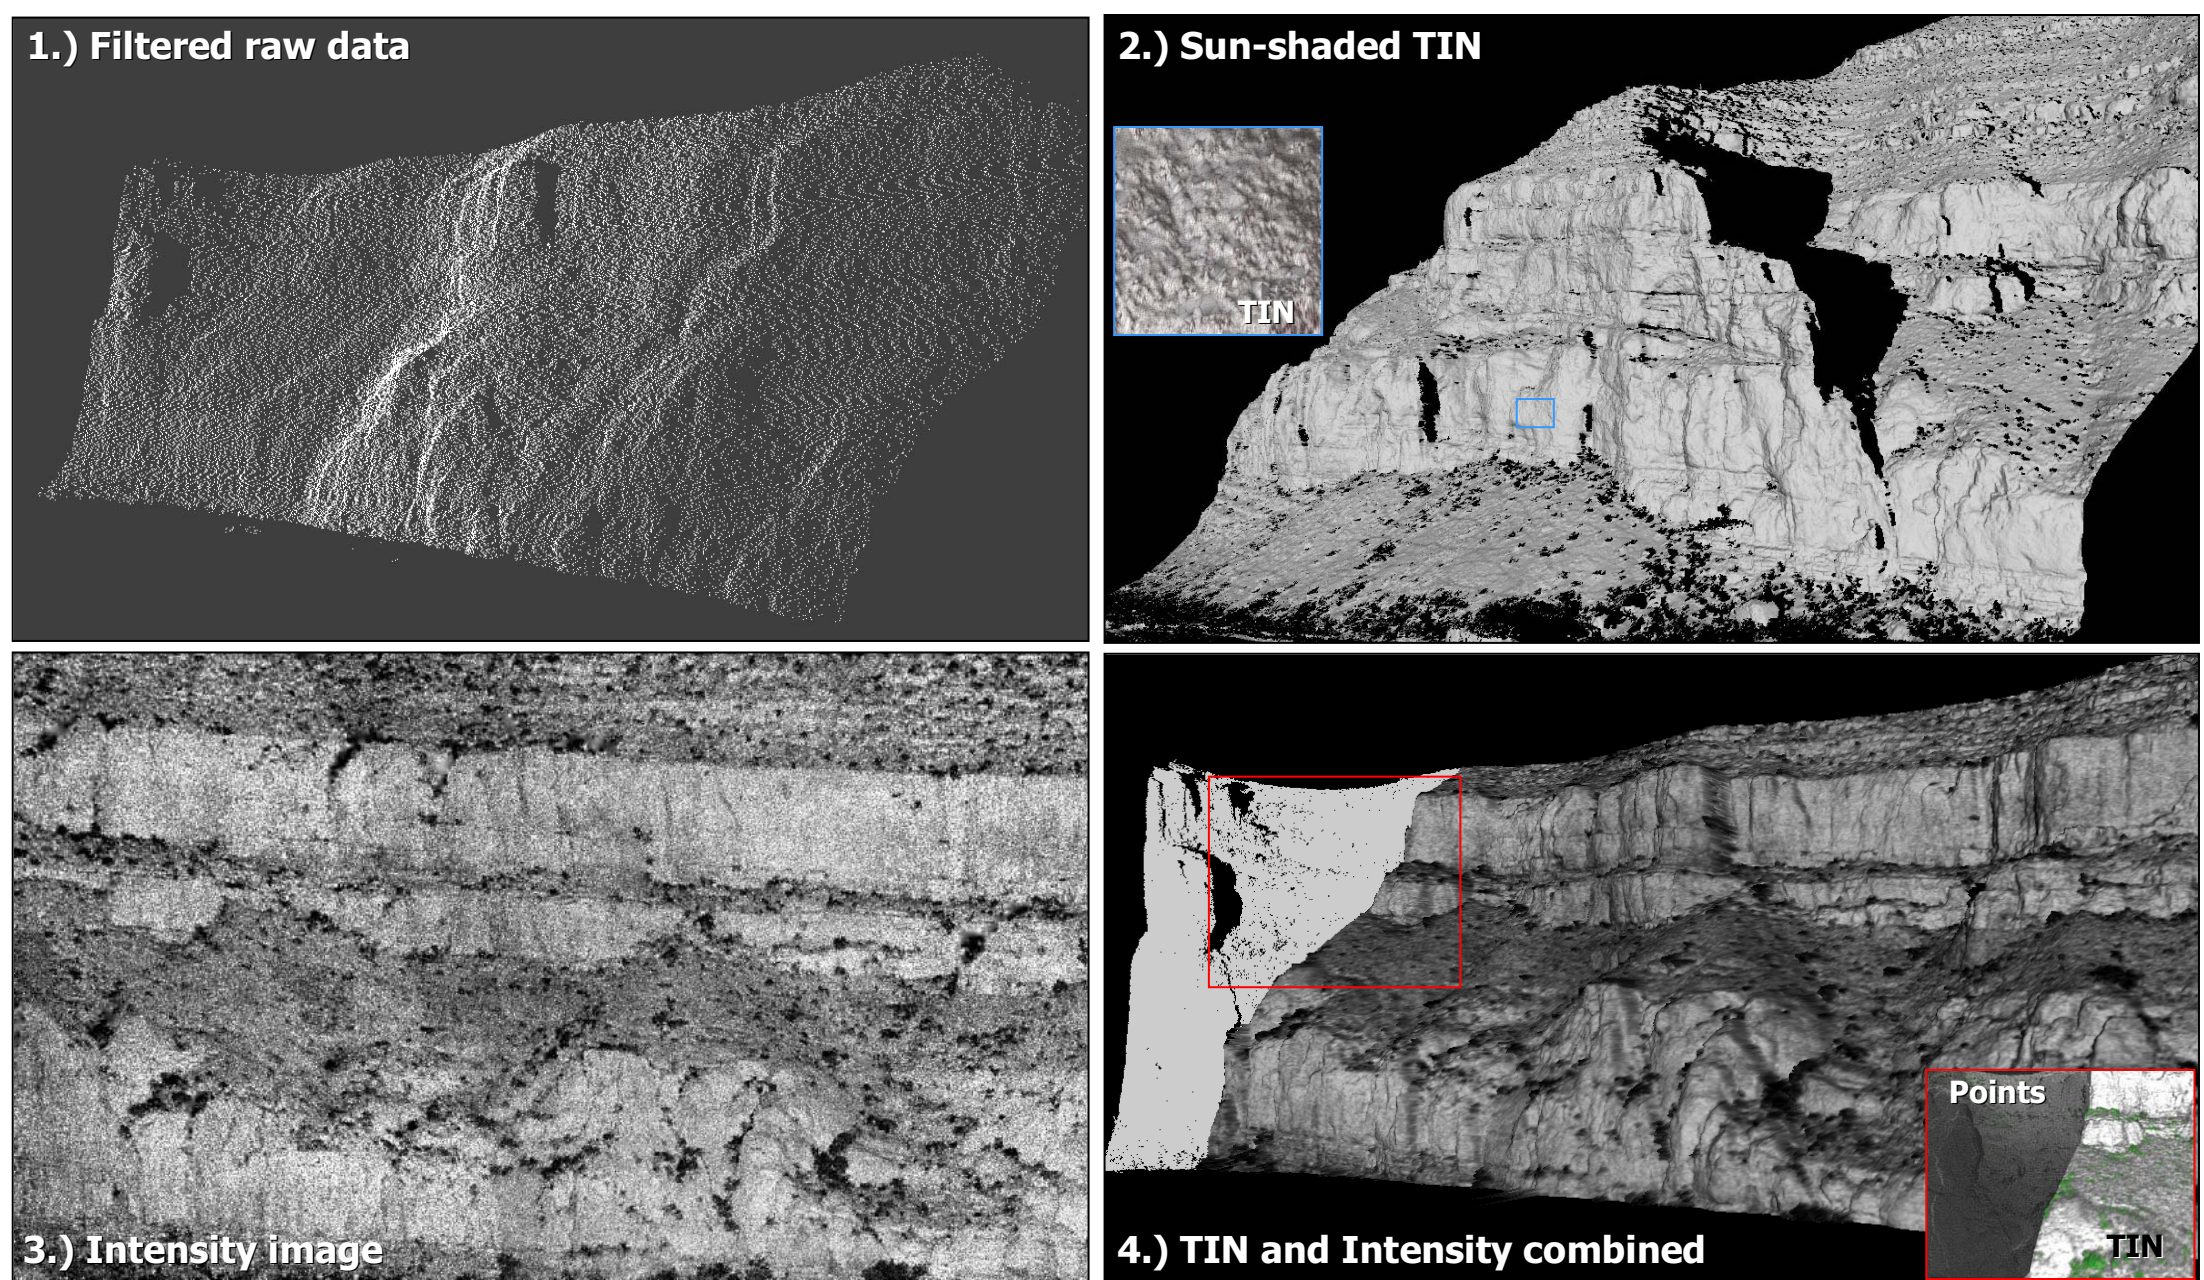 1.) Filtered raw data
2.) Sun-shaded TIN
TIN
3.) Intensity image
4.) TIN and Intensity combined
Points
TIN